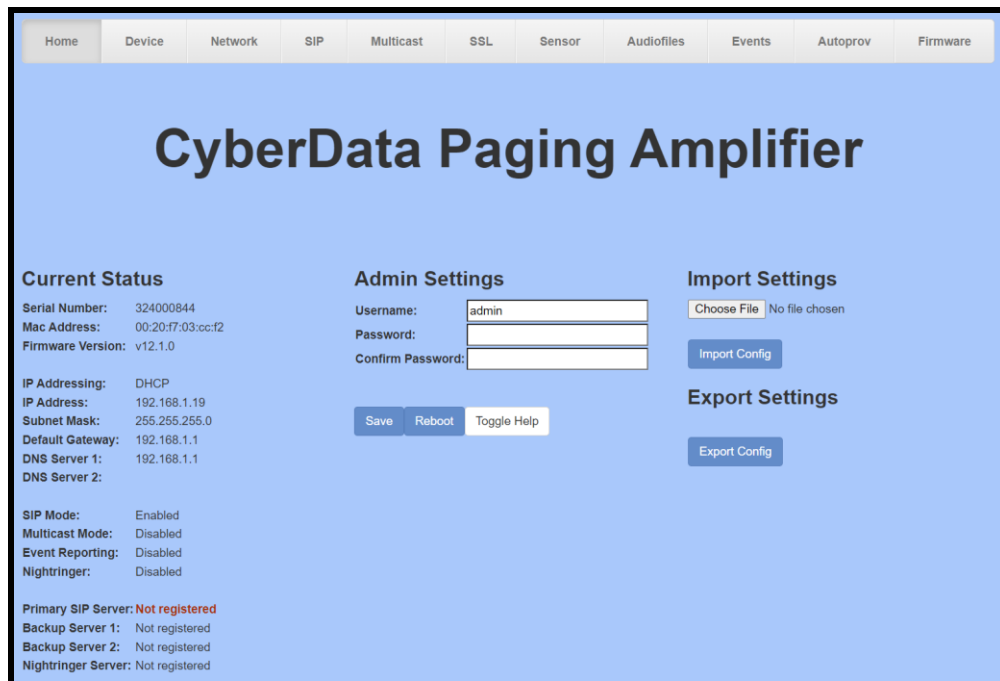 Home Device Network SIP Multicast SSL Sensor Audiofiles Events Autoprov Firmware
CyberData Paging Amplifier
Current Status
Serial Number: 324000844
Mac Address: 00:20:f7:03:cc:f2
Firmware Version: v12.1.0
IP Addressing: DHCP
IP Address: 192.168.1.19
Subnet Mask: 255.255.255.0
Default Gateway: 192.168.1.1
DNS Server 1: 192.168.1.1
DNS Server 2:
SIP Mode: Enabled
Multicast Mode: Disabled
Event Reporting: Disabled
Nightringer: Disabled
Primary SIP Server: Not registered
Backup Server 1: Not registered
Backup Server 2: Not registered
Nightringer Server: Not registered
Admin Settings
Username: admin
Password:
Confirm Password:
Save Reboot Toggle Help
Import Settings
Choose File No file chosen
Import Config
Export Settings
Export Config